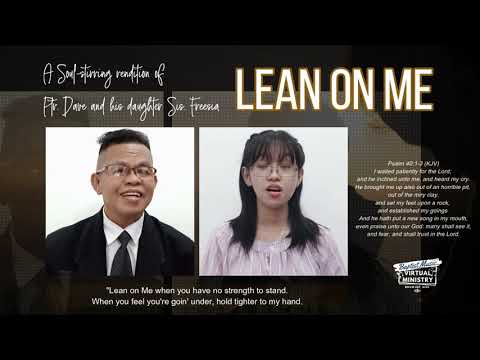 A Soul-stirring rendition of
Ptr. Dave and his daughter Sis. Freesia
LEAN ON ME
Psalm 40:1-3 (KJV)
I waited patiently for the Lord;
and he inclined unto me, and heard my cry.
He brought me up also out of an horrible pit,
out of the miry clay,
and set my feet upon a rock,
and established my goings
And he hath put a new song in my mouth,
even praise unto our God: many shall see it,
and fear, and shall trust in the Lord.
Baptist Music
VIRTUAL
MINISTRY
"Lean on Me when you have no strength to stand.
When you feel you're goin' under, hold tighter to my hand.